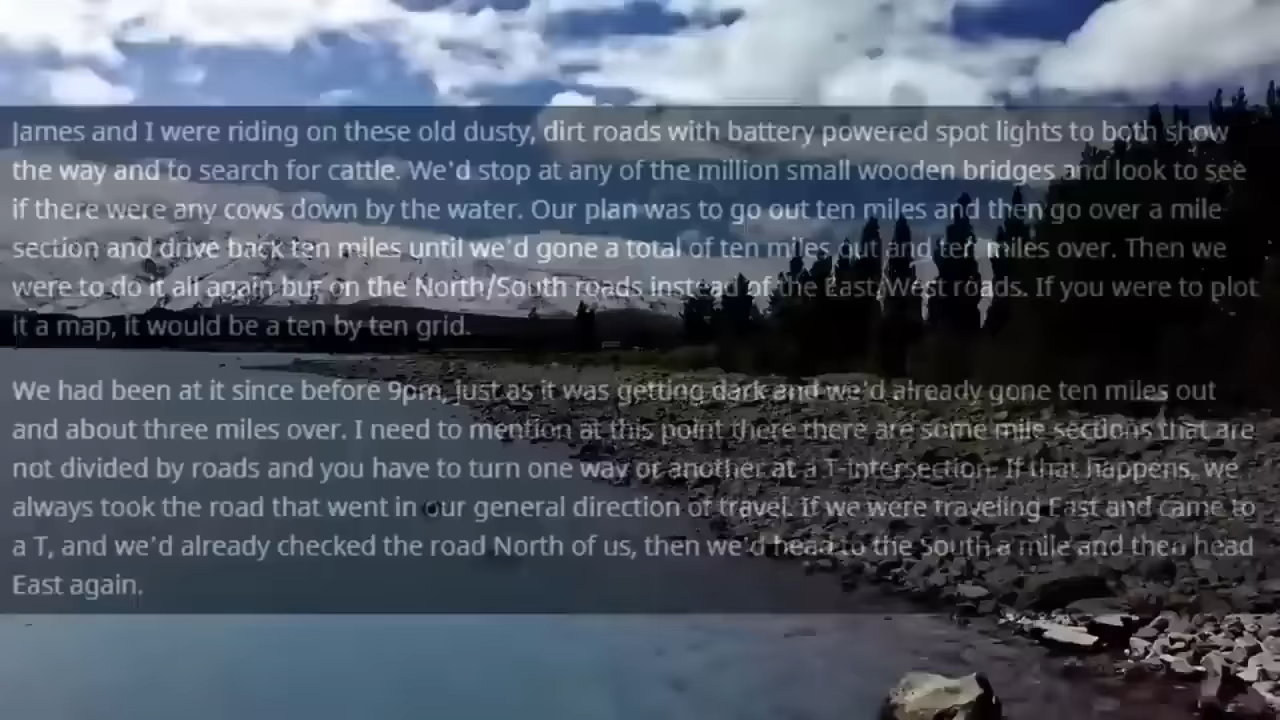 James and I were riding on these old dusty, dirt roads with battery powered spot lights to both show
the way and to search for cattle. We'd stop at any of the million small wooden bridges and look to see
if there were any cows down by the water. Our plan was to go out ten miles and then go over a mile
section and drive back ten miles until we'd gone a total of ten miles out and ten miles over. Then we
were to do it all again but on the North/South roads instead of the East/West roads. If you were to plot
it a map, it would be a ten by ten grid.
We had been at it since before 9pm, just as it was getting dark and we'd already gone ten miles out
and about three miles over. I need to mention at this point there there are some mile sections that are
not divided by roads and you have to turn one way or another at a T-intersection. If that happens, we
always took the road that went in our general direction of travel. If we were traveling East and came to
a T, and we'd already checked the road North of us, then we'd head to the South a mile and then head
East again.